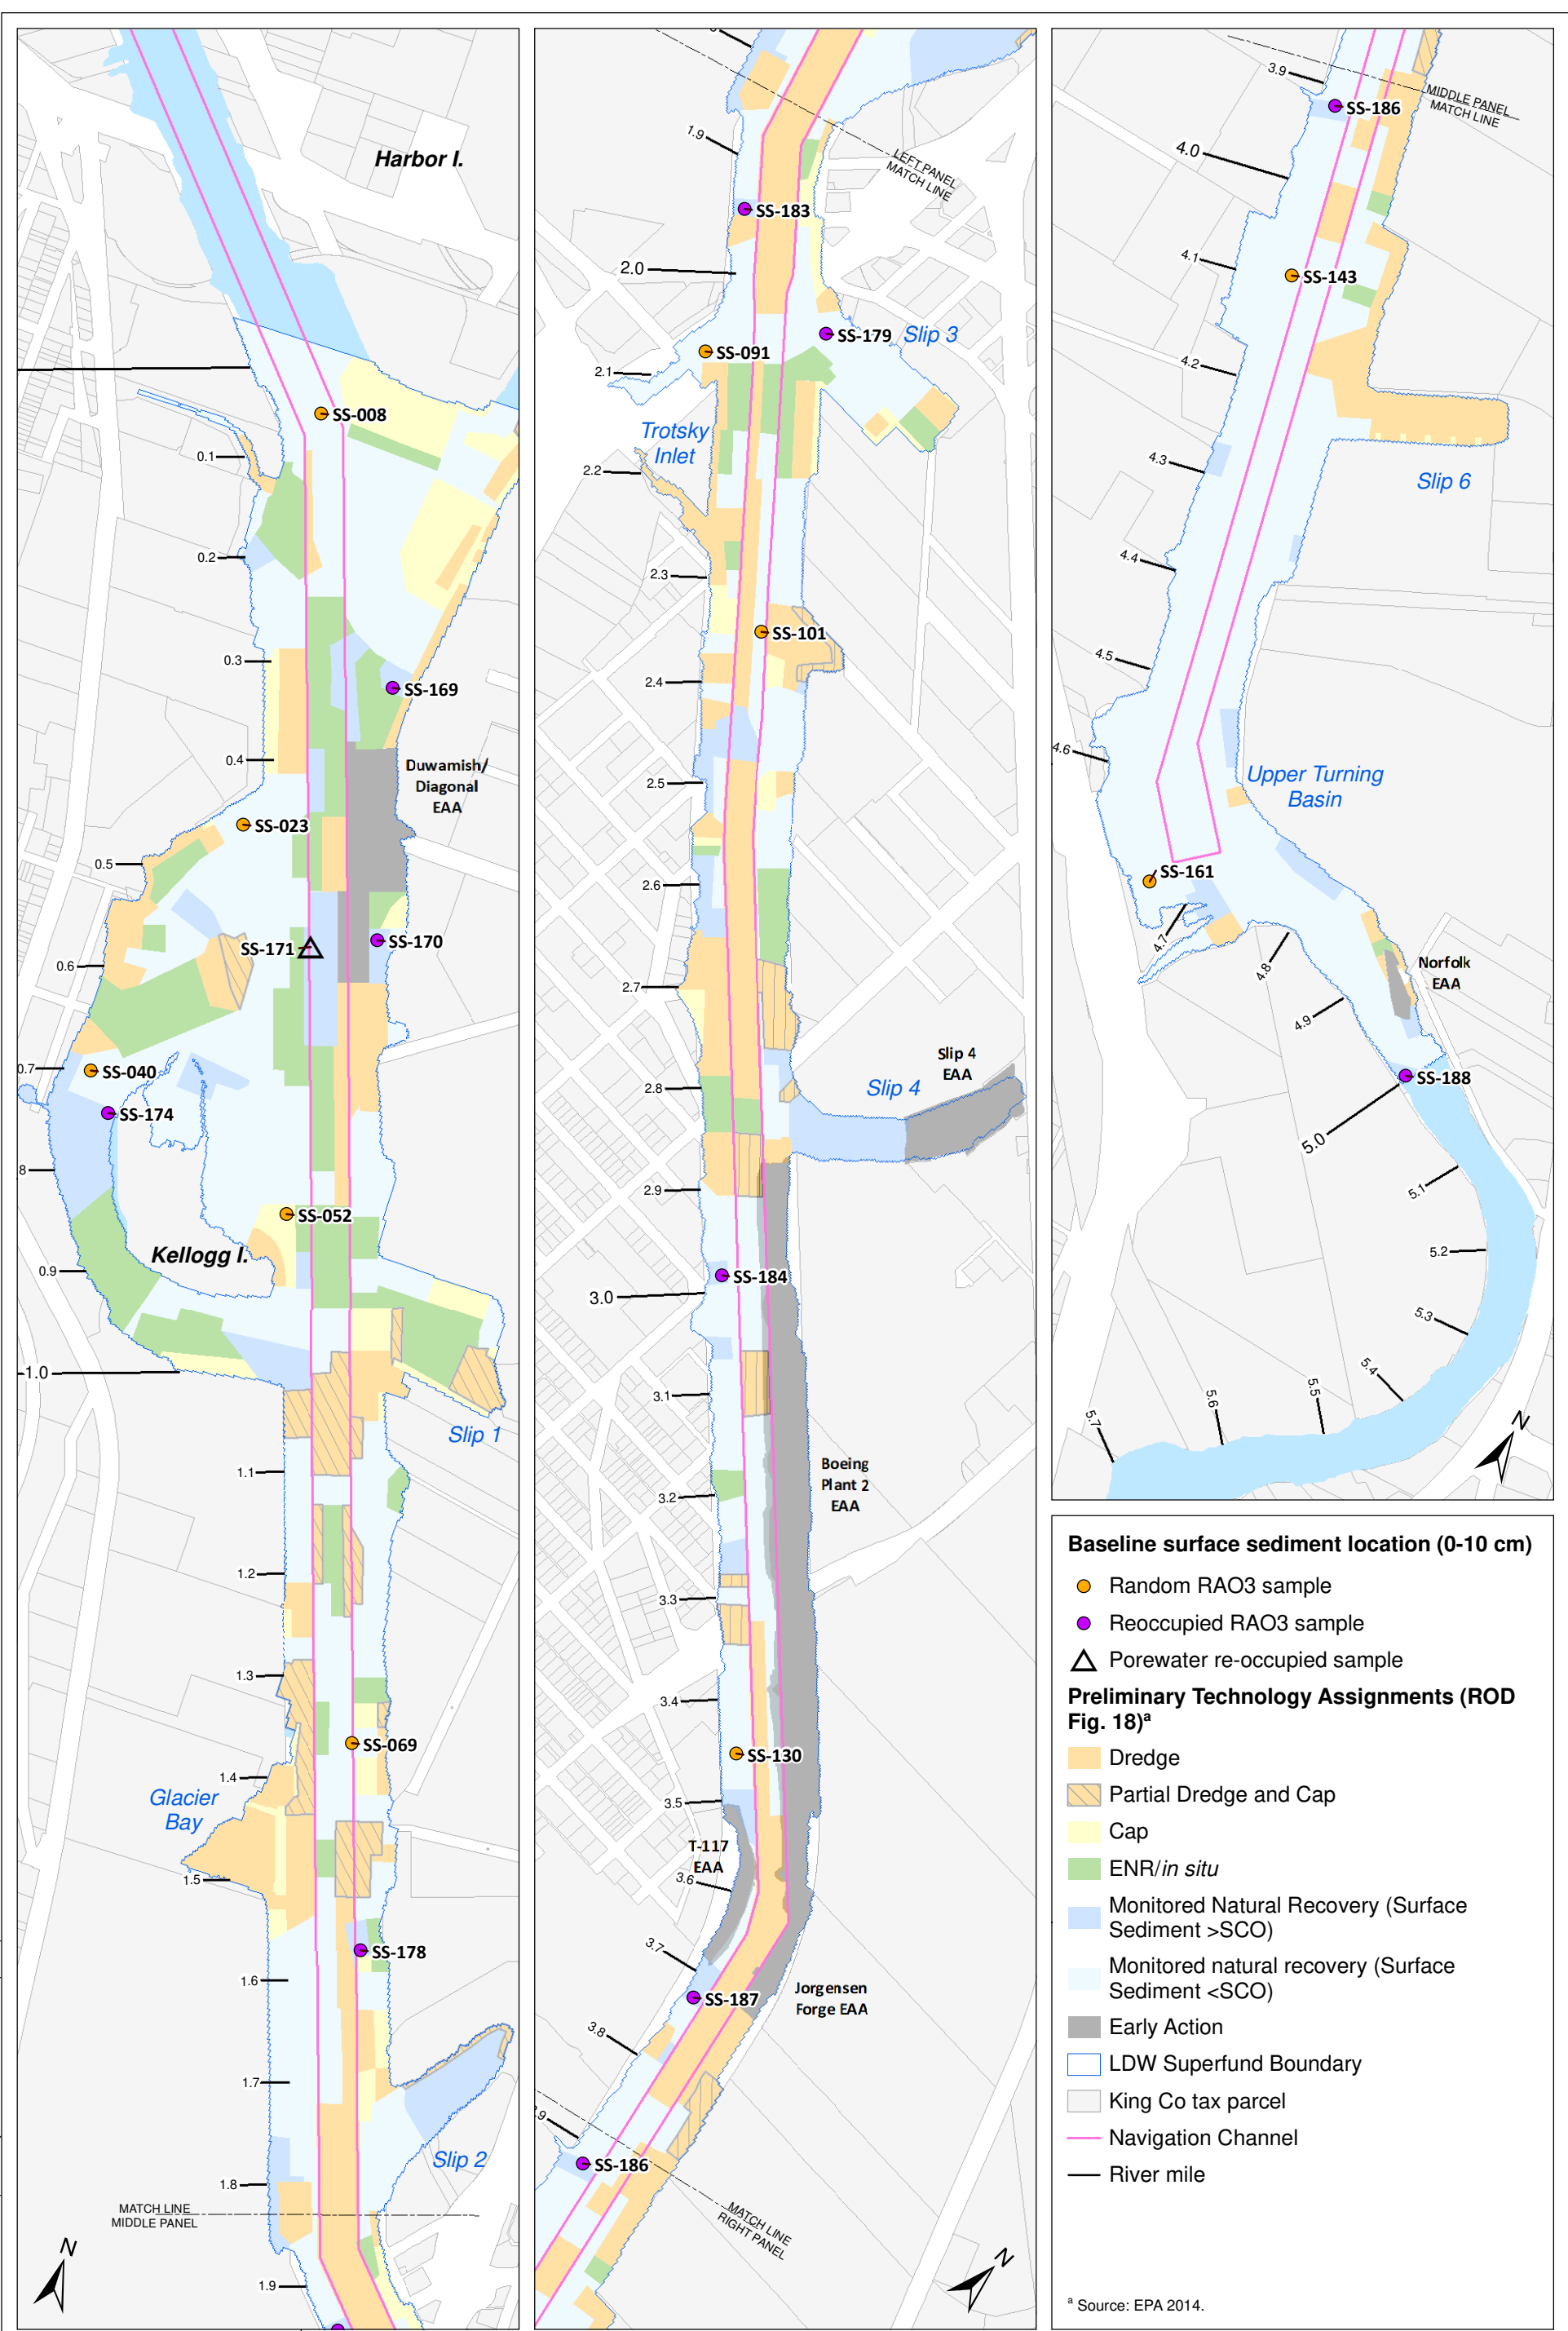 Harbor I.
SS-008
0.1
0.2
0.3
SS-169
0.4
Duwamish/
Diagonal
EAA
SS-023
0.5
SS-171
SS-170
0.6
0.7
SS-040
SS-174
8
SS-052
Kellogg I.
0.9
1.0
Slip 1
1.1
1.2
1.3
SS-069
1.4
Glacier
Bay
1.5
SS-178
1.6
1.7
Slip 2
1.8
MATCH LINE
MIDDLE PANEL
N
1.9
1.9
LEFT PANEL
MATCH LINE
SS-183
2.0
SS-179
Slip 3
SS-091
2.1
Trotsky
Inlet
2.2
2.3
SS-101
2.4
2.5
2.6
2.7
Slip 4
EAA
2.8
Slip 4
2.9
SS-184
3.0
3.1
Boeing
Plant 2
EAA
3.2
3.3
3.4
SS-130
3.5
T-117
EAA
3.6
3.7
Jorgensen
Forge EAA
SS-187
3.8
.9
SS-186
MATCH LINE
RIGHT PANEL
N
3.9
MIDDLE PANEL
MATCH LINE
SS-186
4.0
4.1
SS-143
4.2
4.3
Slip 6
4.4
4.5
4.6
Upper Turning
Basin
SS-161
4.7
4.8
Norfolk
EAA
4.9
SS-188
5.0
5.1
5.2
5.3
5.4
5.5
5.6
5.7
N
Baseline surface sediment location (0-10 cm)
Random RAO3 sample
Reoccupied RAO3 sample
Porewater re-occupied sample
Preliminary Technology Assignments (ROD
Fig. 18)a
Dredge
Partial Dredge and Cap
Cap
ENR/in situ
Monitored Natural Recovery (Surface
Sediment >SCO)
Monitored natural recovery (Surface
Sediment <SCO)
Early Action
LDW Superfund Boundary
King Co tax parcel
Navigation Channel
River mile
a Source: EPA 2014.